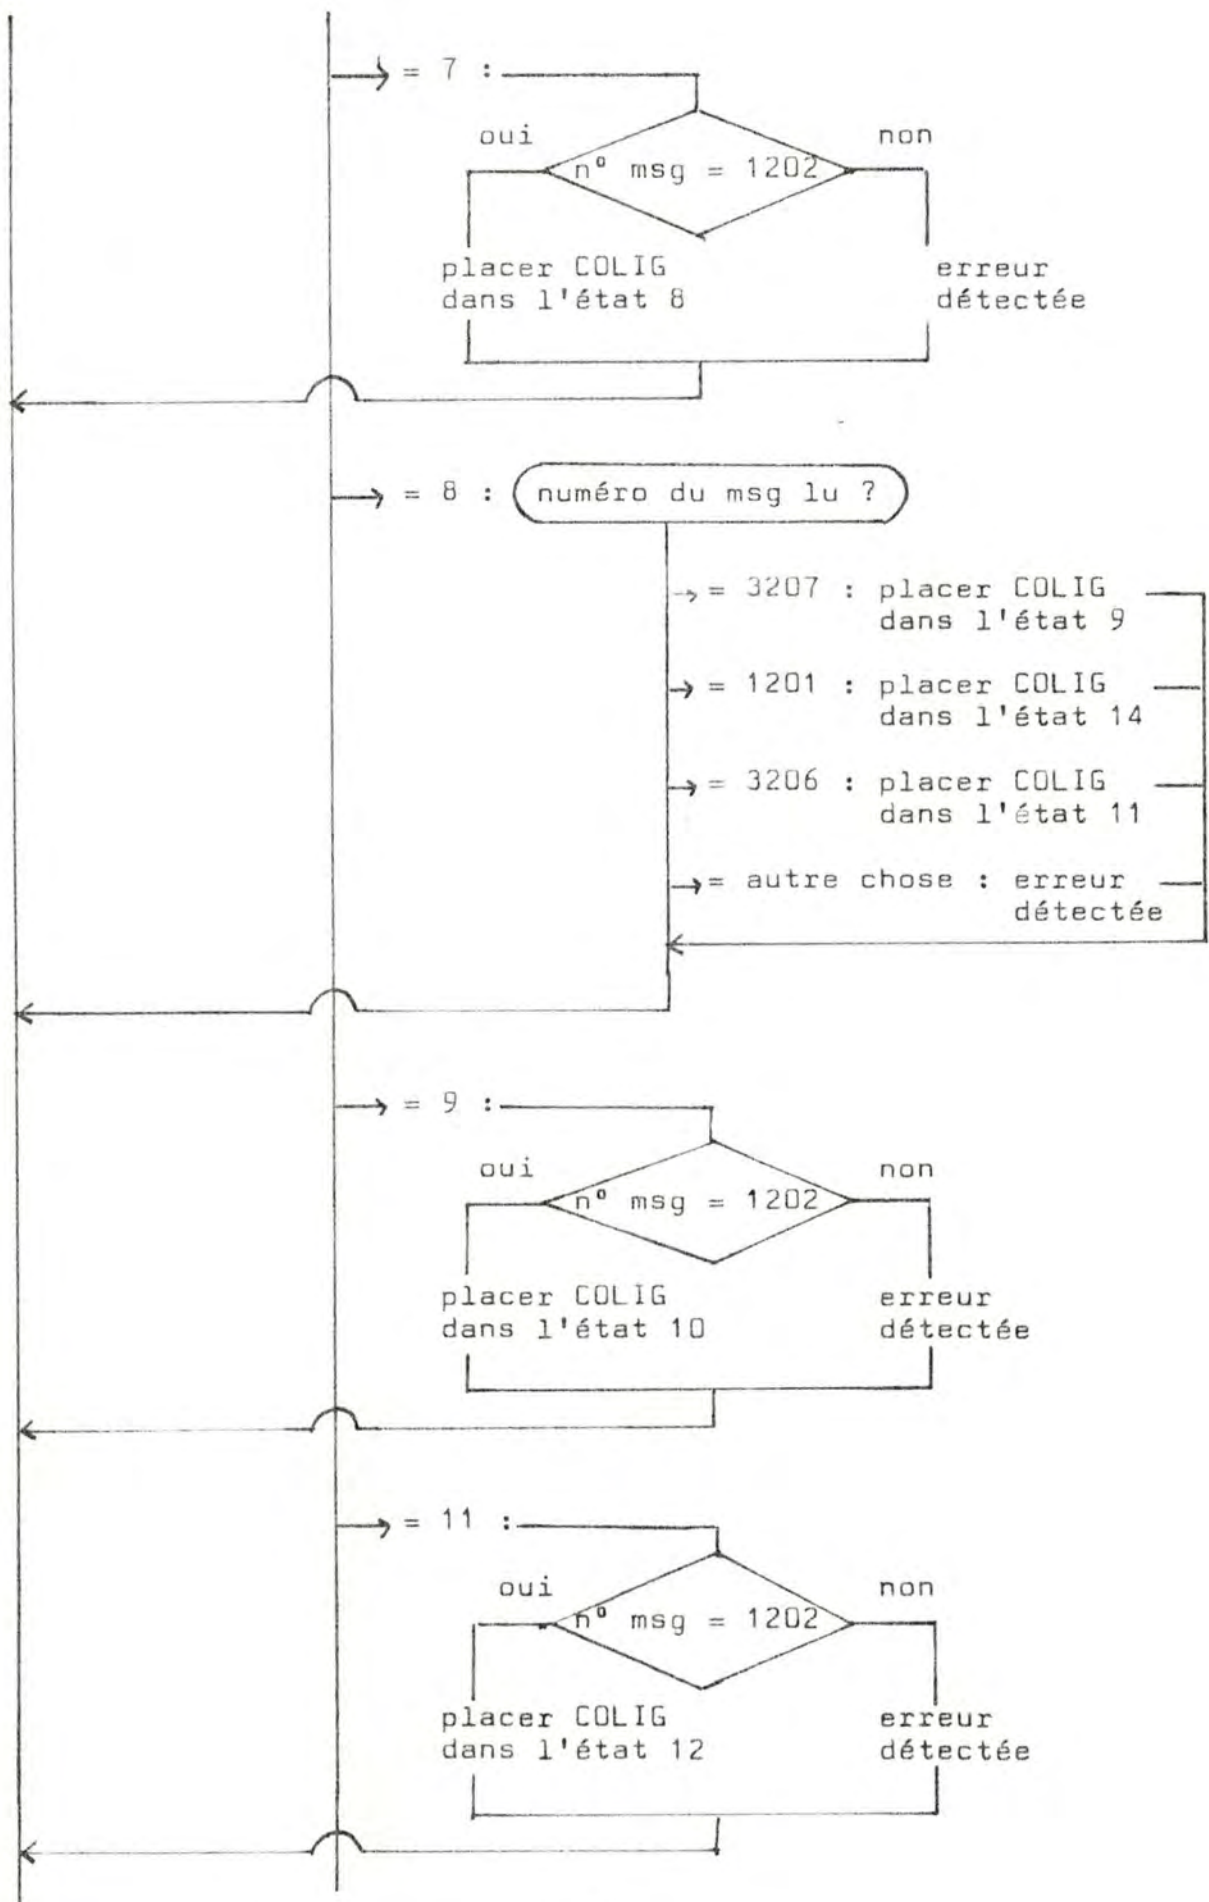 = 7 :
oui
non
n° msg = 1202
placer COLIG
dans l'état 8
erreur
détectée
= 8 :
numéro du msg lu ?
= 3207 : placer COLIG
dans l'état 9
= 1201 : placer COLIG
dans l'état 14
= 3206 : placer COLIG
dans l'état 11
= autre chose : erreur
détectée
= 9 :
oui
non
n° msg = 1202
placer COLIG
dans l'état 10
erreur
détectée
= 11 :
oui
non
n° msg = 1202
placer COLIG
dans l'état 12
erreur
détectée